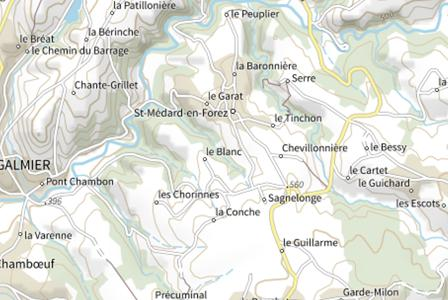 la Patillonière
le Peuplier
le Bréat
la Bérinche
le Chemin du Barrage
la Baronnière
Serre
Chante-Grillet
le Garat
St-Médard-en-Forez
le Tinchon
le Bessy
le Blanc
Chevillonnière
GALMIER
le Cartet
Pont Chambon
560
le Guichard
les Chorinnes
Sagnelonge
396
les Escots
la Conche
la Varenne
le Guillarme
Chambœuf
Précuminal
Garde-Milon